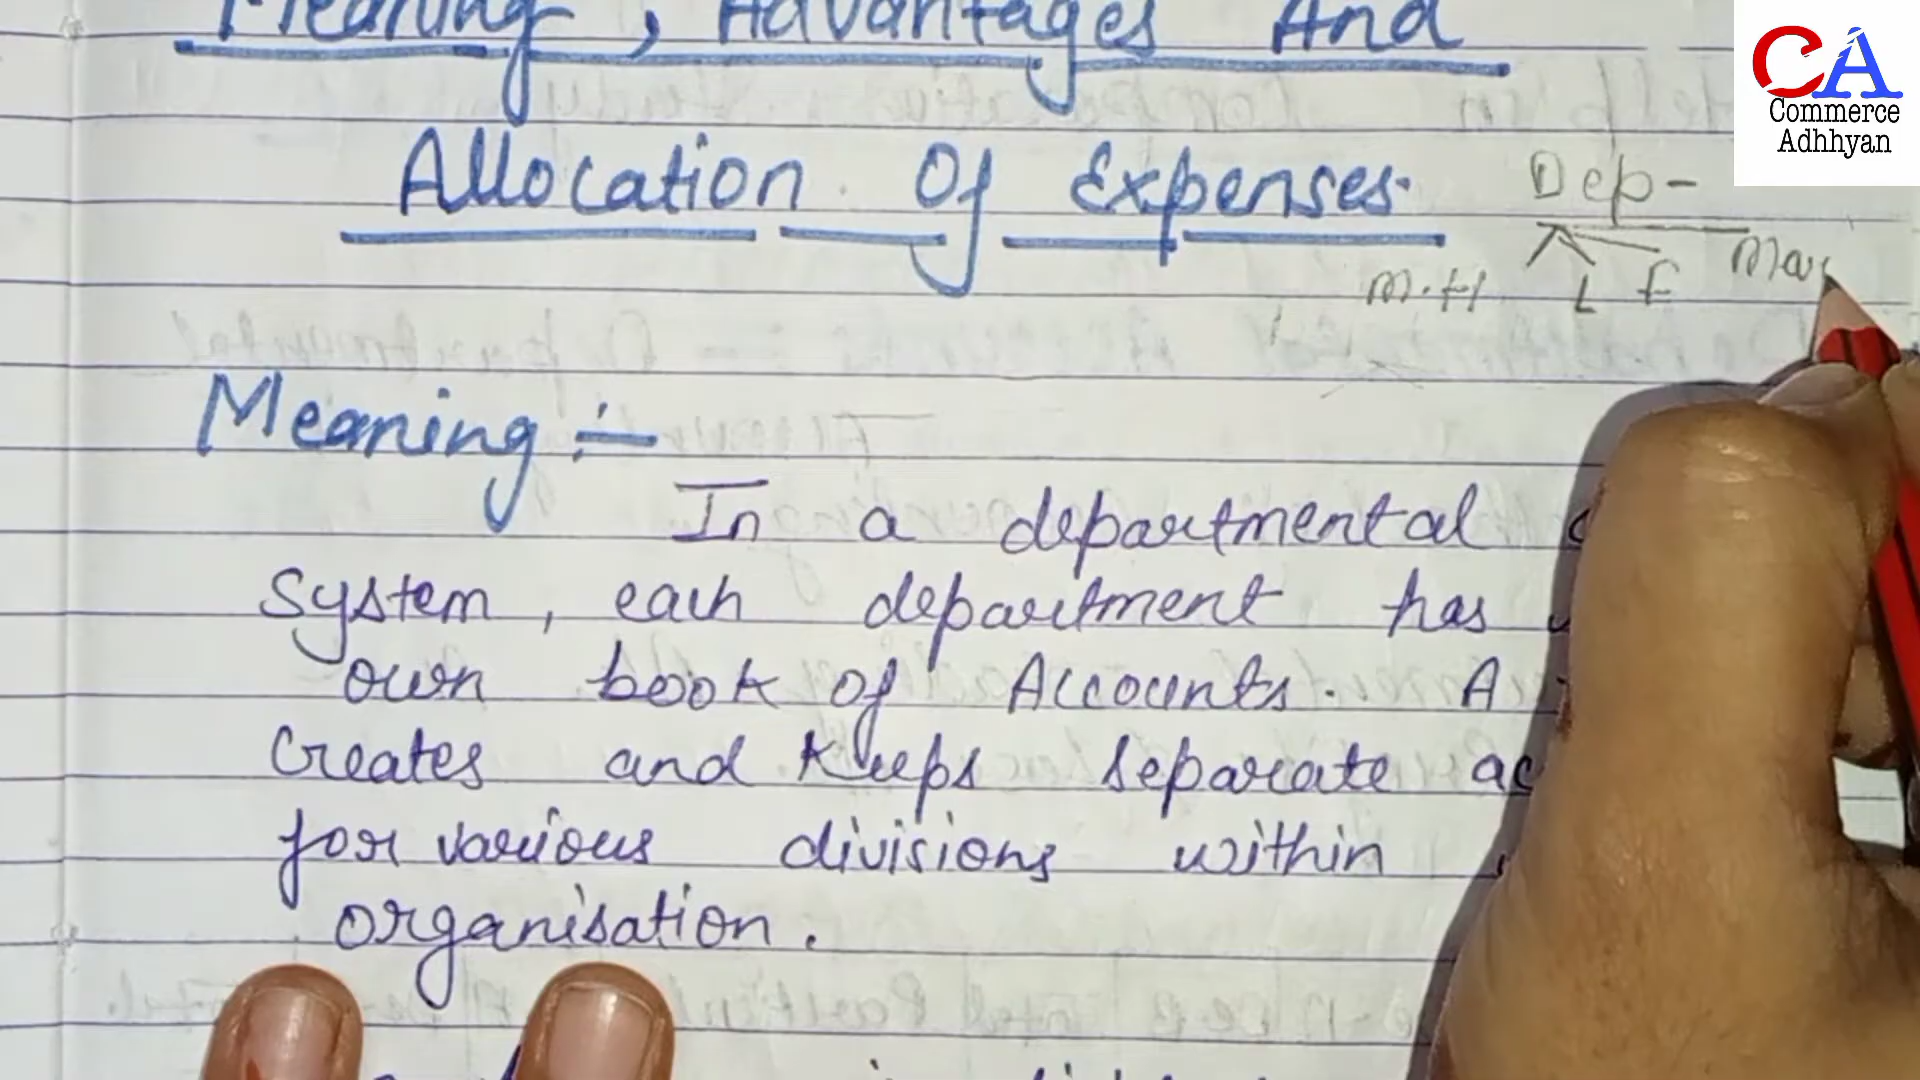 Meaning, Advantages And
Allocation Of Expenses.
CA
Commerce
Adhhyan
Dep-
M.H L F Mar
Meaning :-
In a departmental
System, each department has
own book of Accounts. A
Creates and keeps separate ac
for various divisions within
organisation.